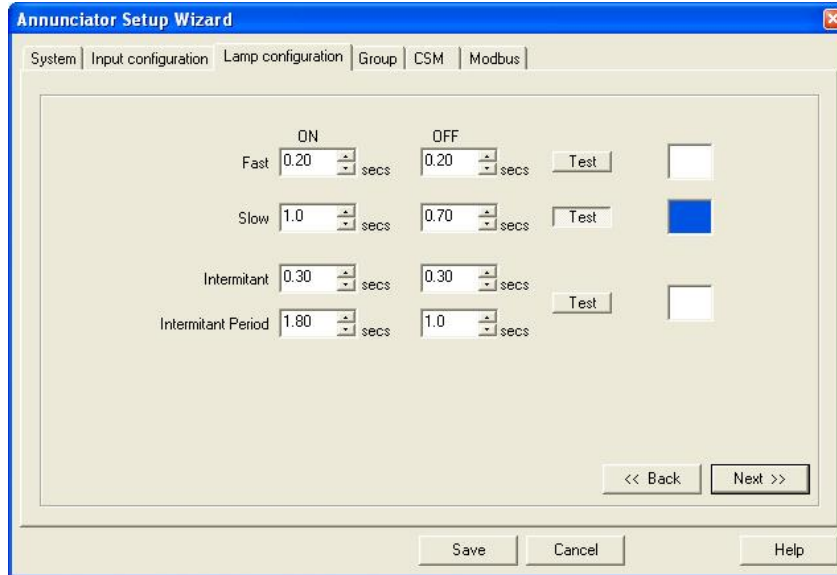 Annunciator Setup Wizard
System Input configuration Lamp configuration Group CSM Modbus
ON OFF
Fast 0.20 secs 0.20 secs Test
Slow 1.0 secs 0.70 secs Test
Intermitant 0.30 secs 0.30 secs
Test
Intermitant Period 1.80 secs 1.0 secs
<< Back Next >>
Save Cancel Help